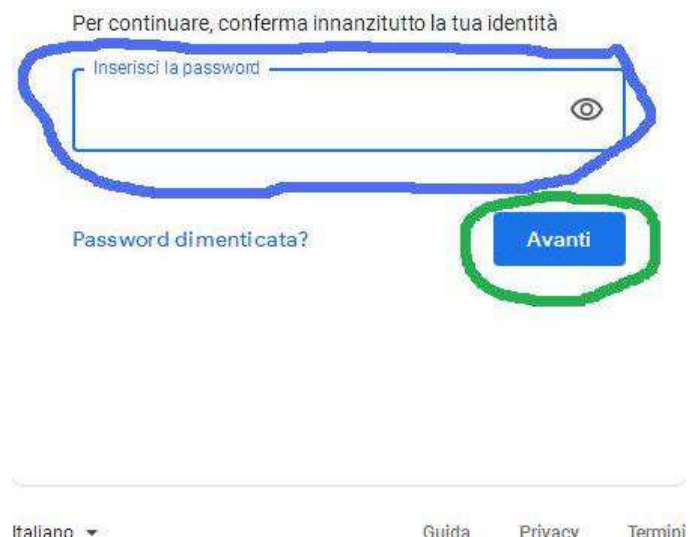 Per continuare, conferma innanzitutto la tua identità
Inserisci la password
Password dimenticata?
Avanti
Italiano
Guida Privacy Termini